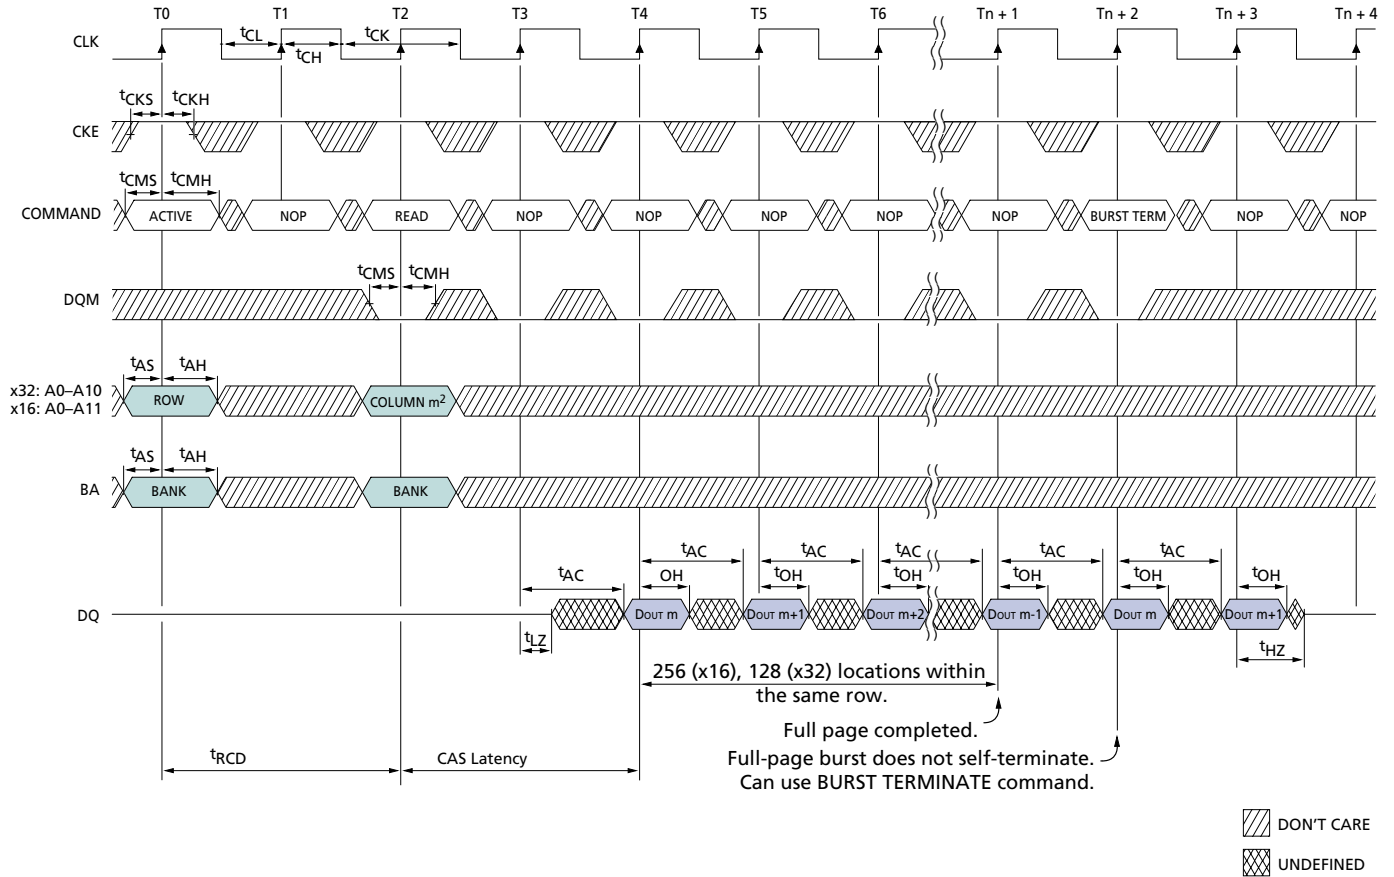 T0 T1 T2 T3 T4 T5 T6 Tn + 1 Tn + 2 Tn + 3 Tn + 4
CLK tCL tCH tCK
tCKS tCKH
CKE
tCMS tCMH
COMMAND ACTIVE NOP READ NOP NOP NOP NOP NOP BURST TERM NOP NOP
tCMS tCMH
DQM
tAS tAH
x32: A0–A10
x16: A0–A11
ROW COLUMN m2
tAS tAH
BA BANK BANK
tAC tAC tAC tAC tAC tAC
OH tOH tOH tOH tOH tOH
DQ DOUT m DOUT m+1 DOUT m+2 DOUT m-1 DOUT m DOUT m+1
tLZ tHZ
256 (x16), 128 (x32) locations within
the same row.
Full page completed.
Full-page burst does not self-terminate.
Can use BURST TERMINATE command.
tRCD CAS Latency
DON'T CARE
UNDEFINED